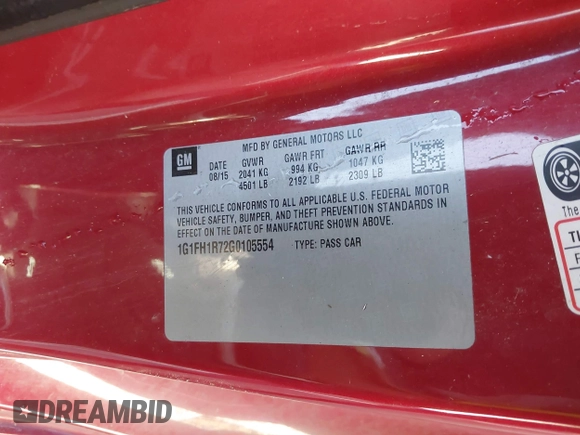 MFD BY GENERAL MOTORS LLC
GM
DATE GVWR GAWR FRT GAWR RR
08/15 2041 KG 994 KG 1047 KG
4501 LB 2192 LB 2309 LB
THIS VEHICLE CONFORMS TO ALL APPLICABLE U.S. FEDERAL MOTOR
VEHICLE SAFETY, BUMPER, AND THEFT PREVENTION STANDARDS IN
EFFECT ON THE DATE OF MANUFACTURE SHOWN ABOVE.
1G1FH1R72G0105554 TYPE: PASS CAR
DREAMBID